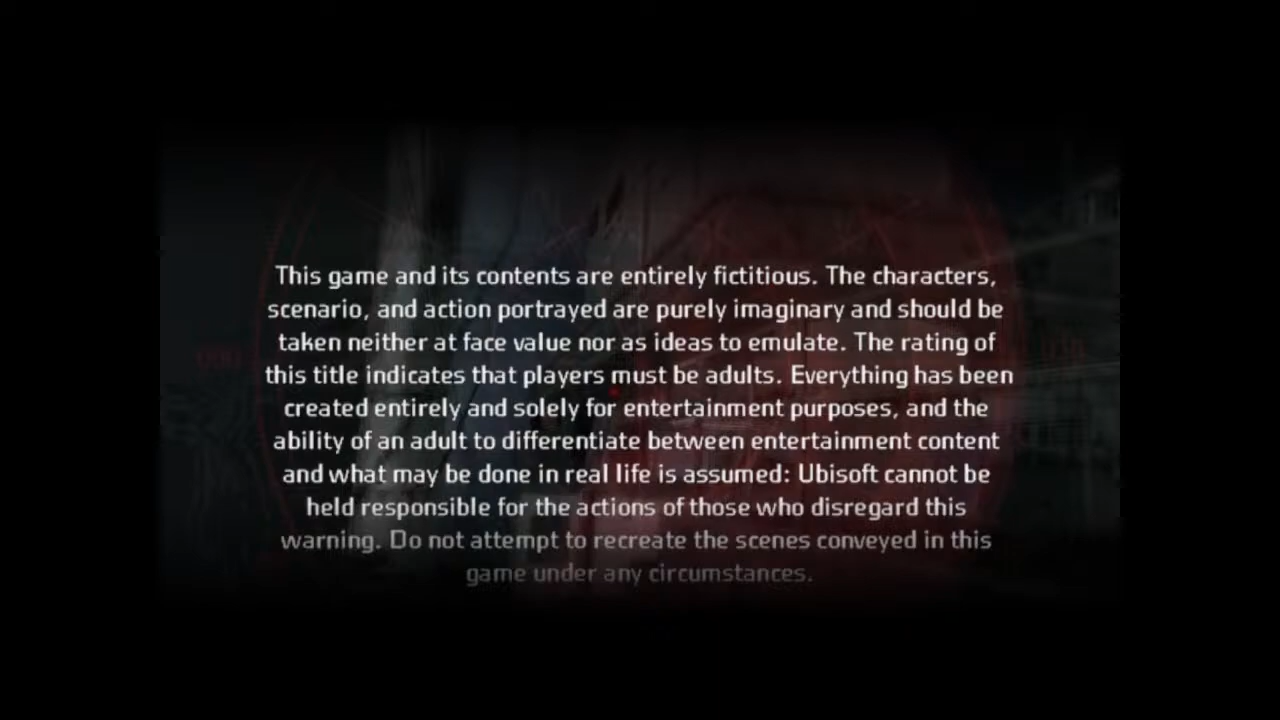 This game and its contents are entirely fictitious. The characters,
scenario, and action portrayed are purely imaginary and should be
taken neither at face value nor as ideas to emulate. The rating of
this title indicates that players must be adults. Everything has been
created entirely and solely for entertainment purposes, and the
ability of an adult to differentiate between entertainment content
and what may be done in real life is assumed: Ubisoft cannot be
held responsible for the actions of those who disregard this
warning. Do not attempt to recreate the scenes conveyed in this
game under any circumstances.